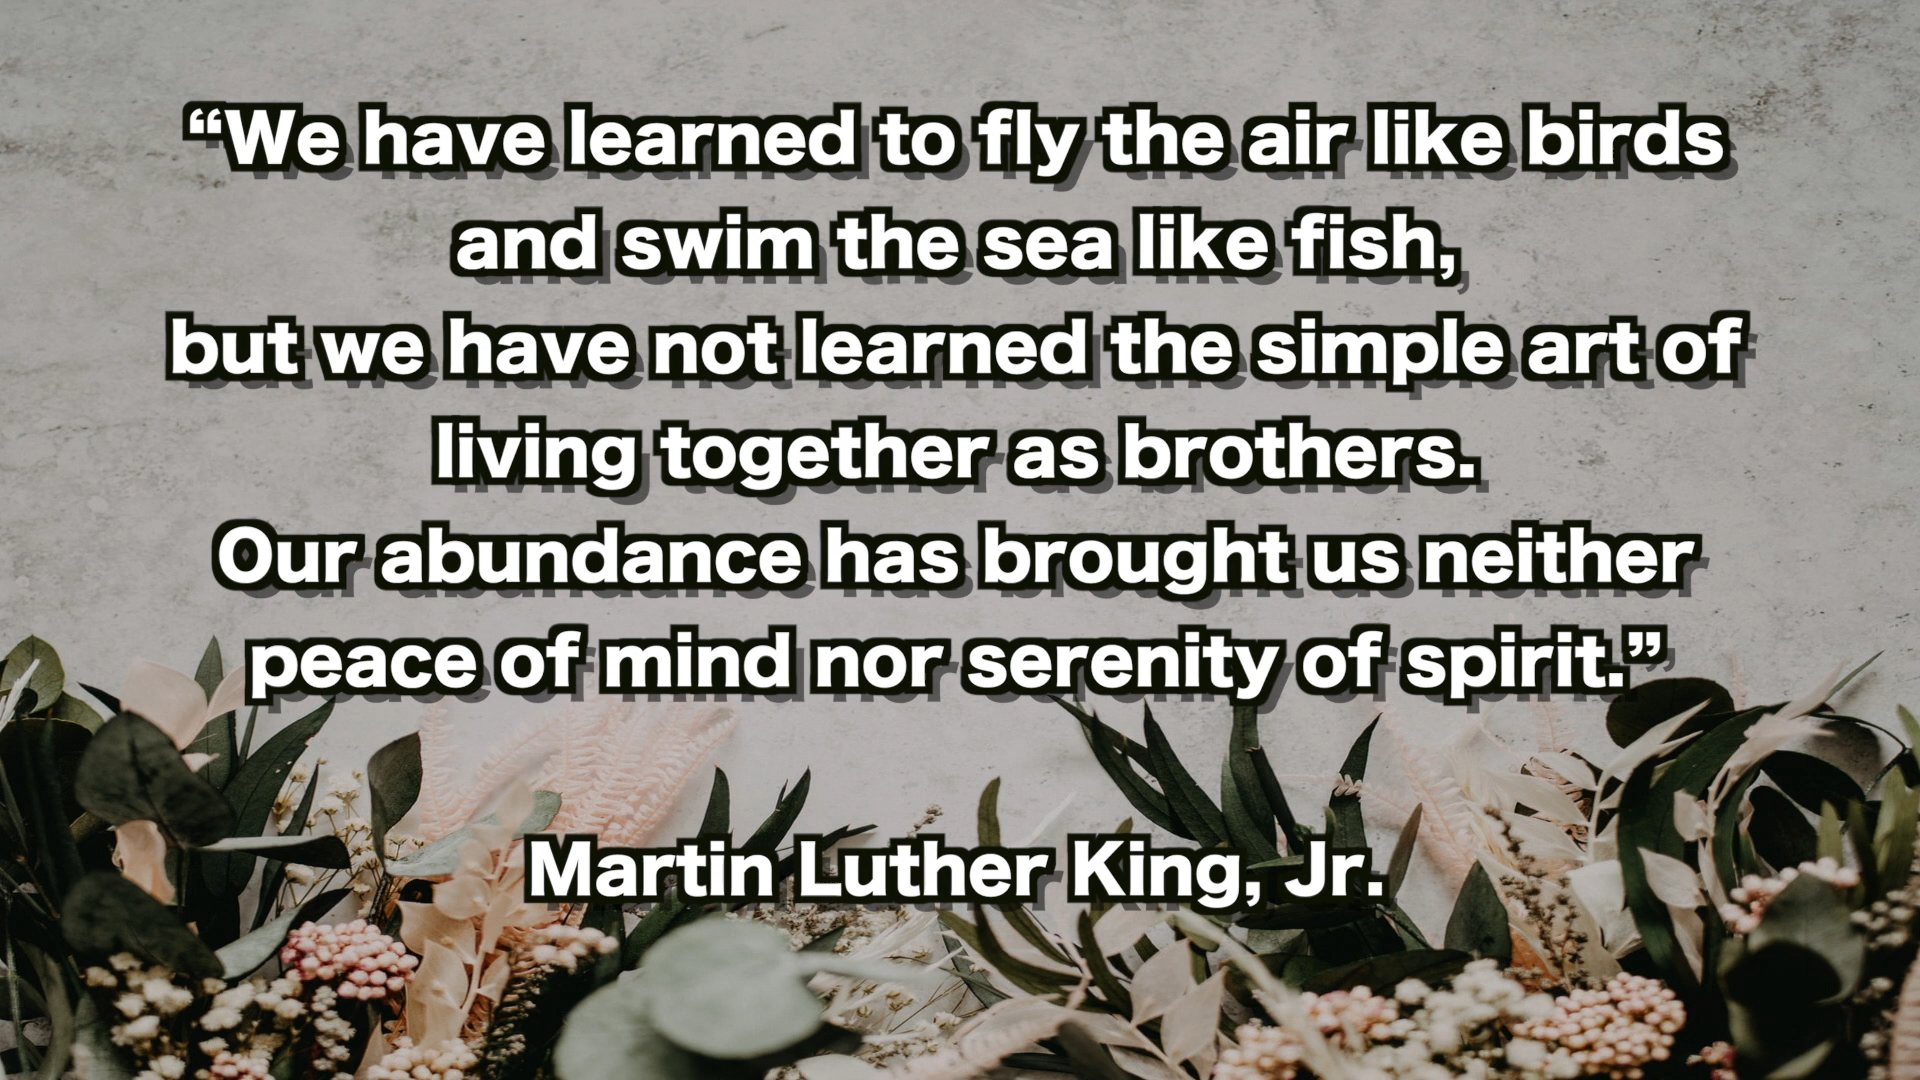 “We have learned to fly the air like birds
and swim the sea like fish,
but we have not learned the simple art of
living together as brothers.
Our abundance has brought us neither
peace of mind nor serenity of spirit.”
Martin Luther King, Jr.